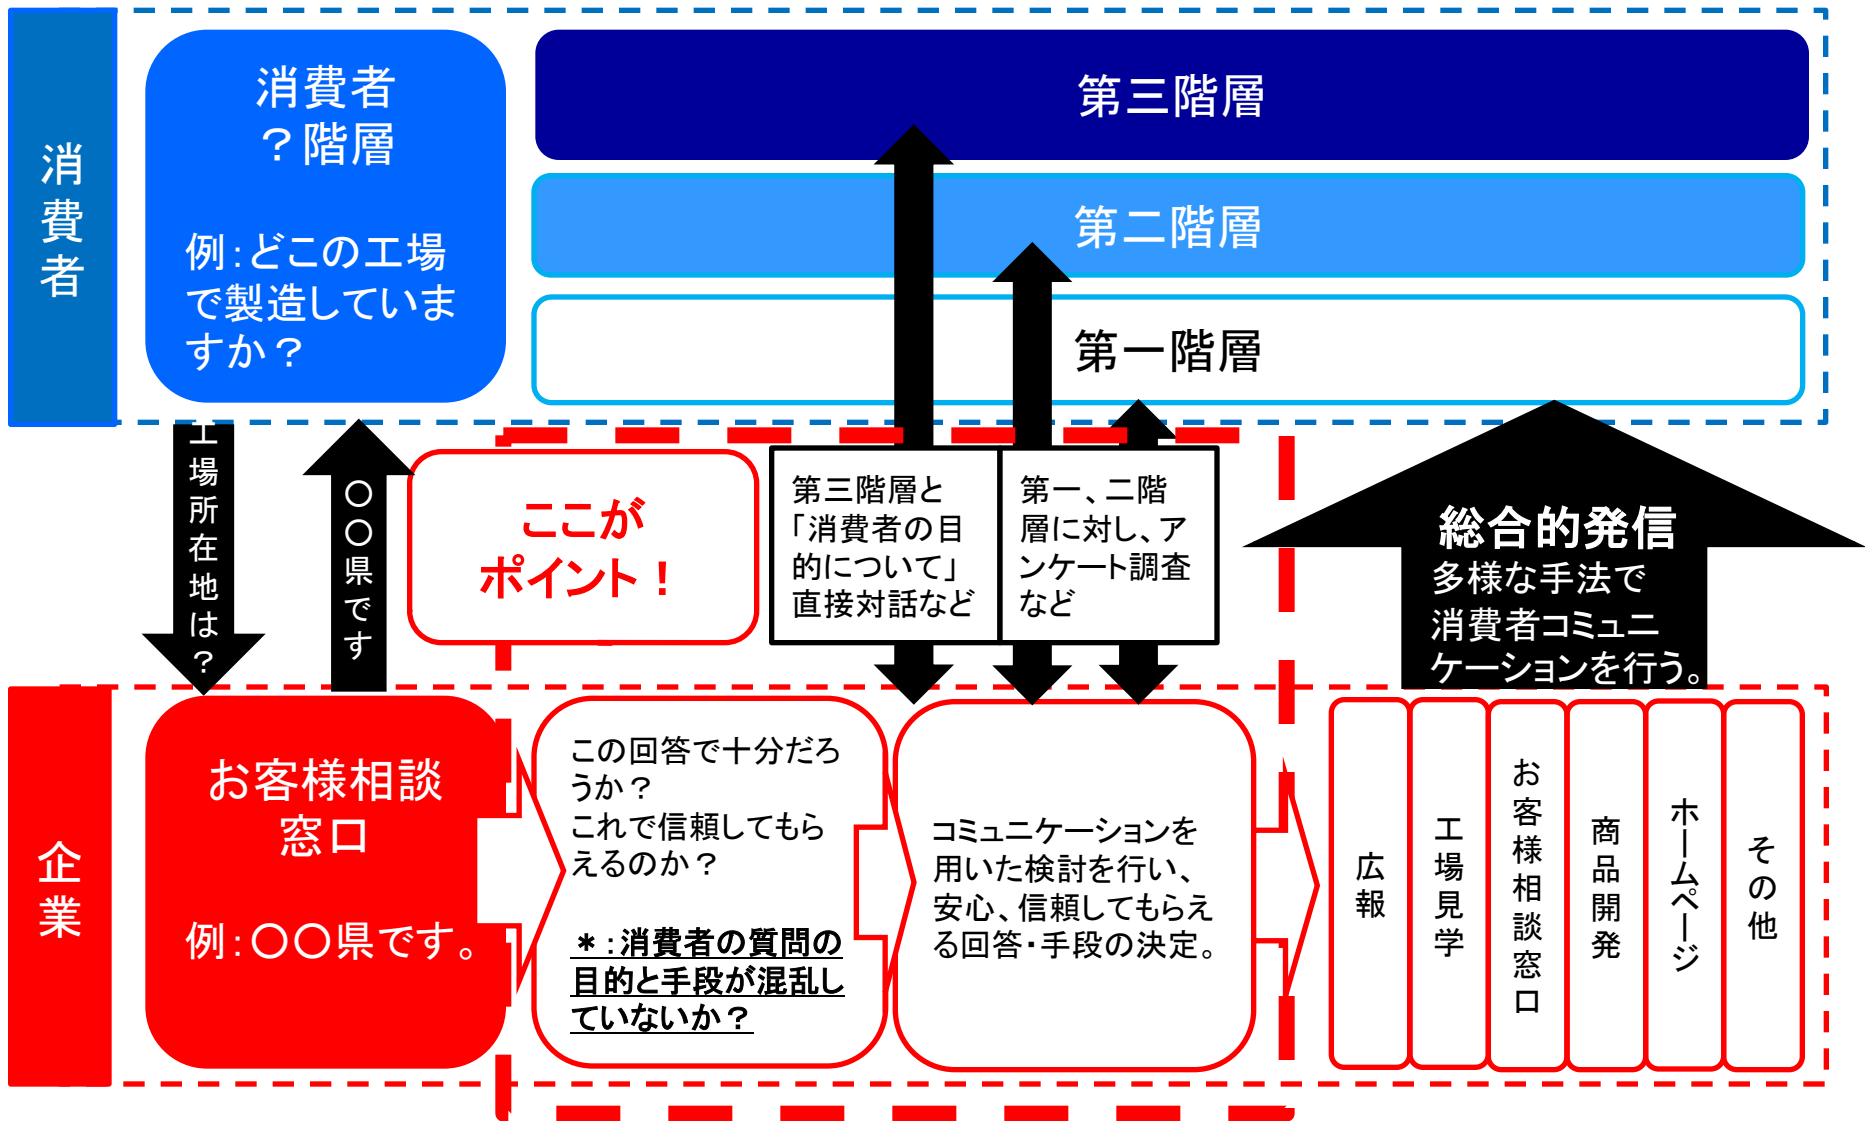 消費者
消費者
？階層
例：どこの工場
で製造していま
すか？
第三階層
第二階層
第一階層
工場所在地は？
〇〇県です
ここが
ポイント！
第三階層と
「消費者の目
的について」
直接対話など
第一、二階
層に対し、ア
ンケート調査
など
総合的発信
多様な手法で
消費者コミュニ
ケーションを行う。
企業
お客様相談
窓口
例：〇〇県です。
この回答で十分だろ
うか？
これで信頼してもら
えるのか？
＊：消費者の質問の
目的と手段が混乱し
ていないか？
コミュニケーションを
用いた検討を行い、
安心、信頼してもらえ
る回答・手段の決定。
広報
工場見学
お客様相談窓口
商品開発
ホームページ
その他